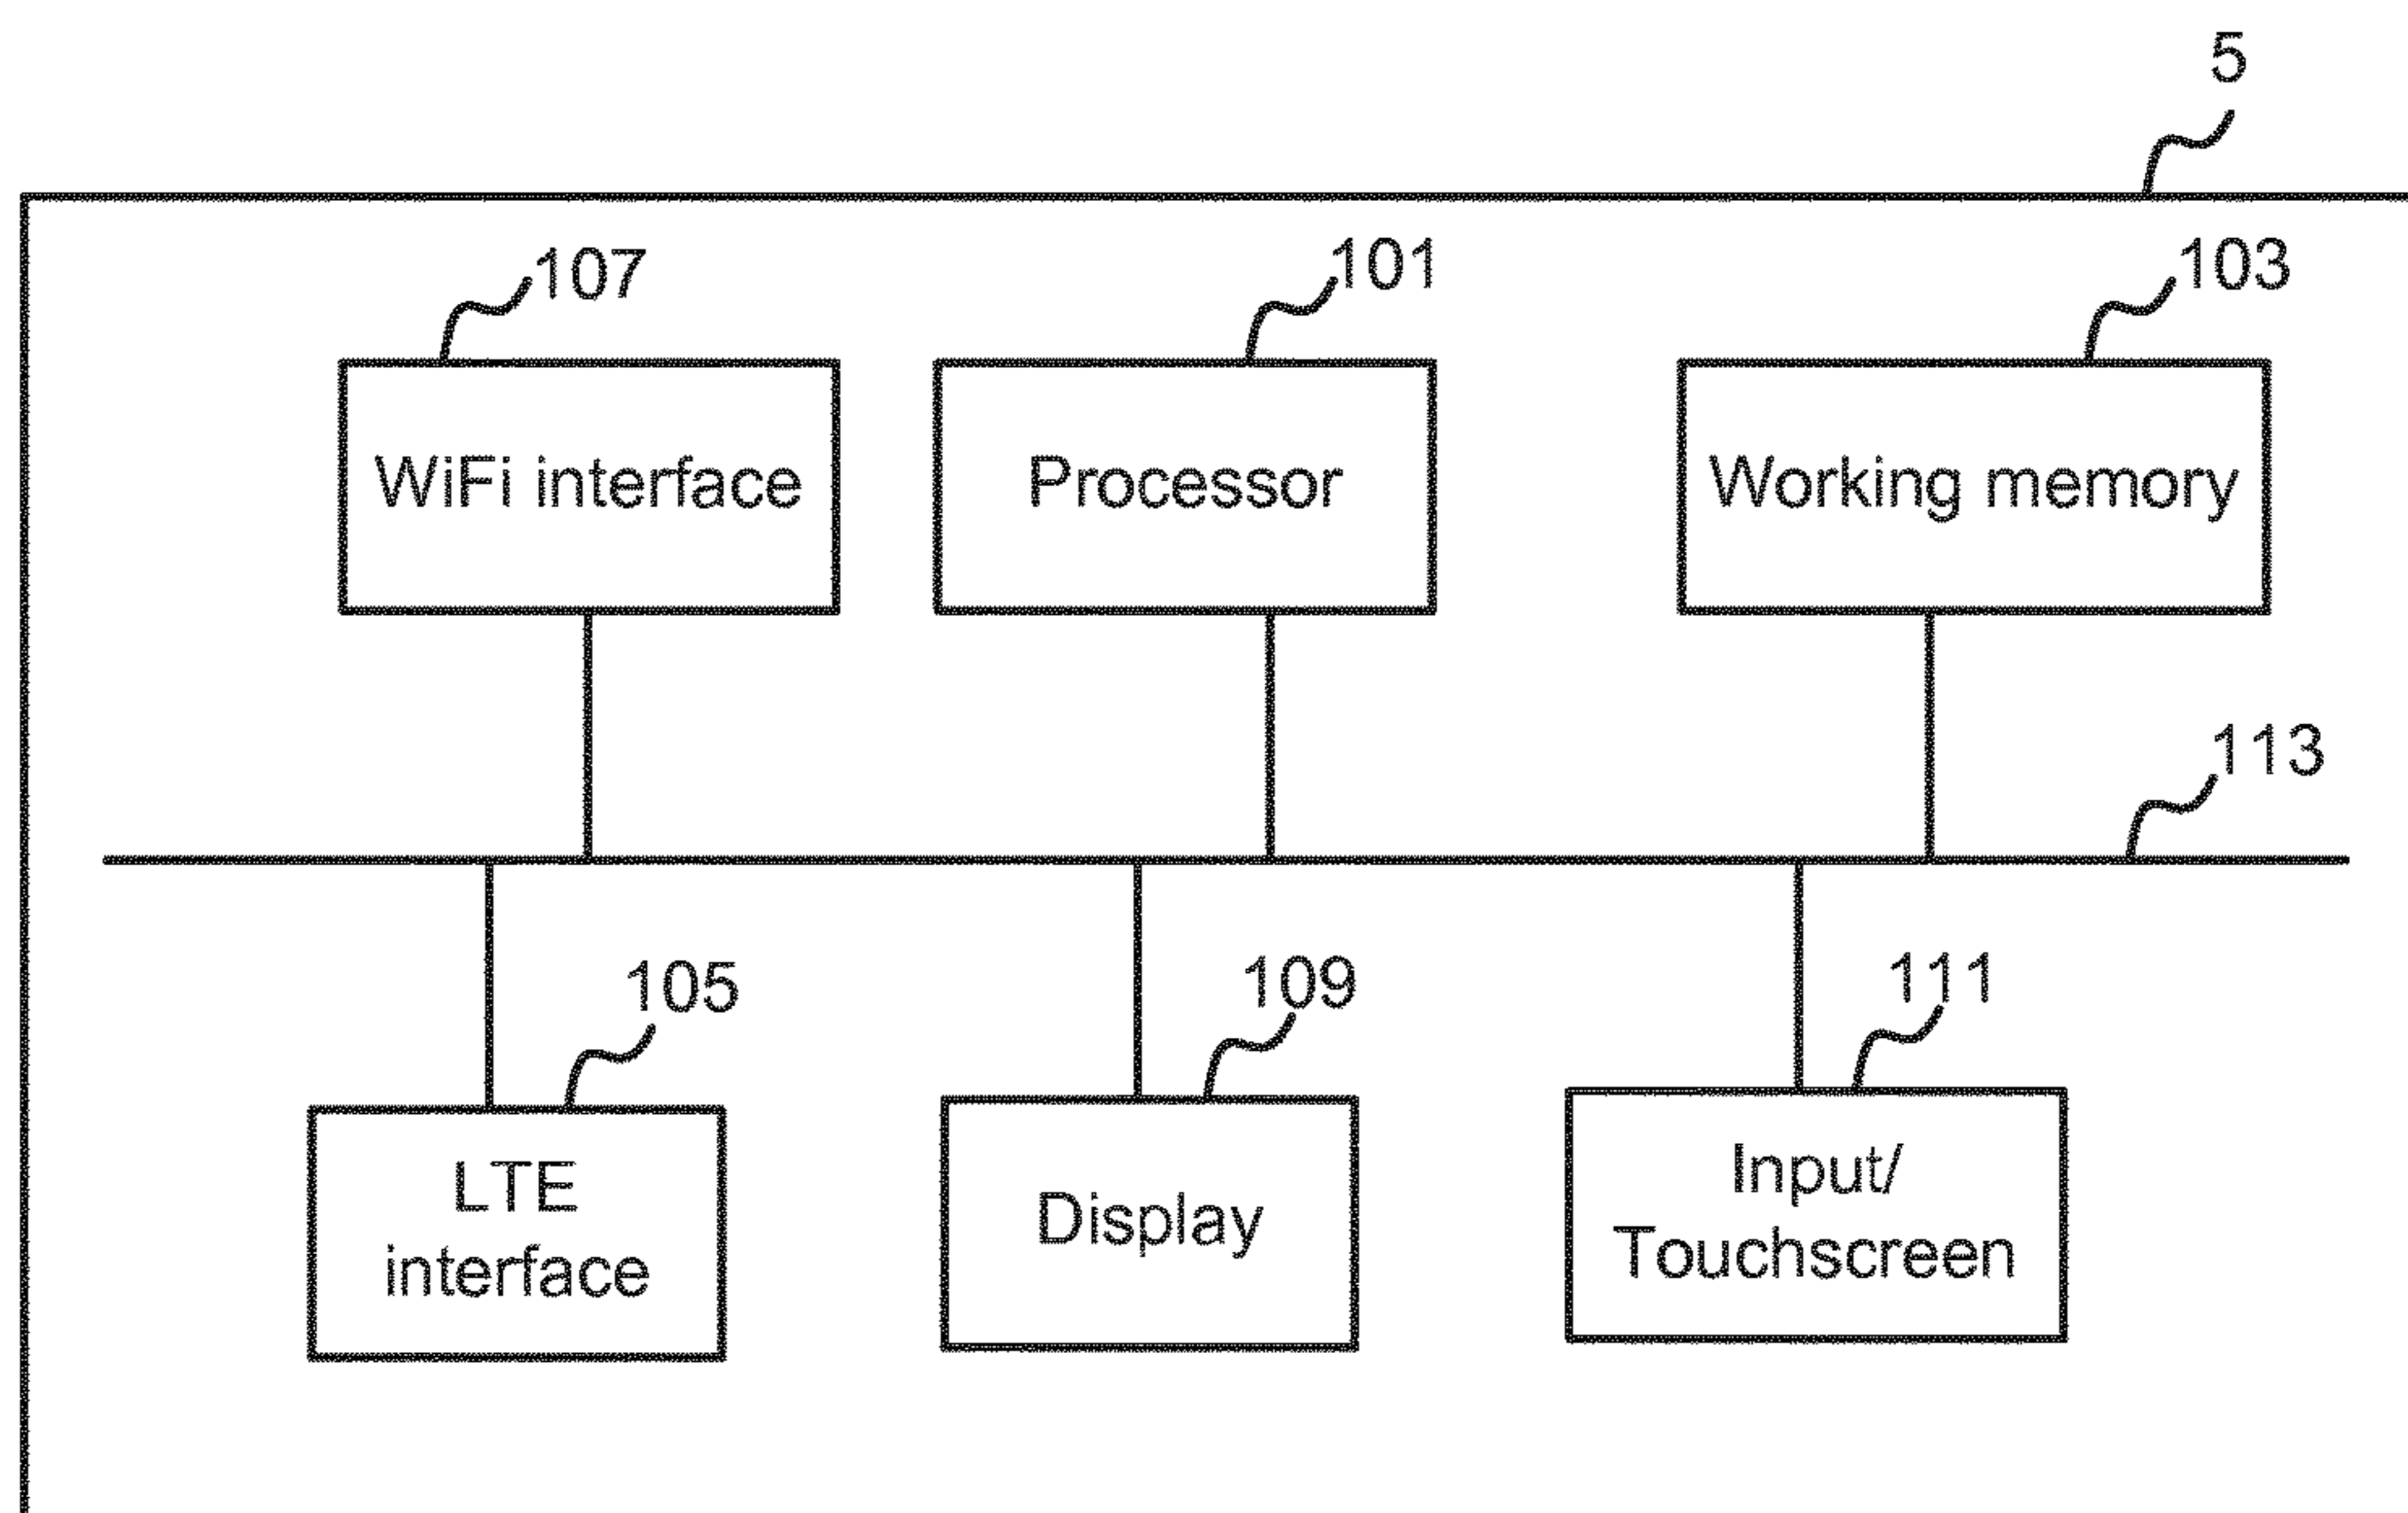 5
107
101
103
WiFi interface
Processor
Working memory
113
105
109
111
LTE
interface
Display
Input/
Touchscreen